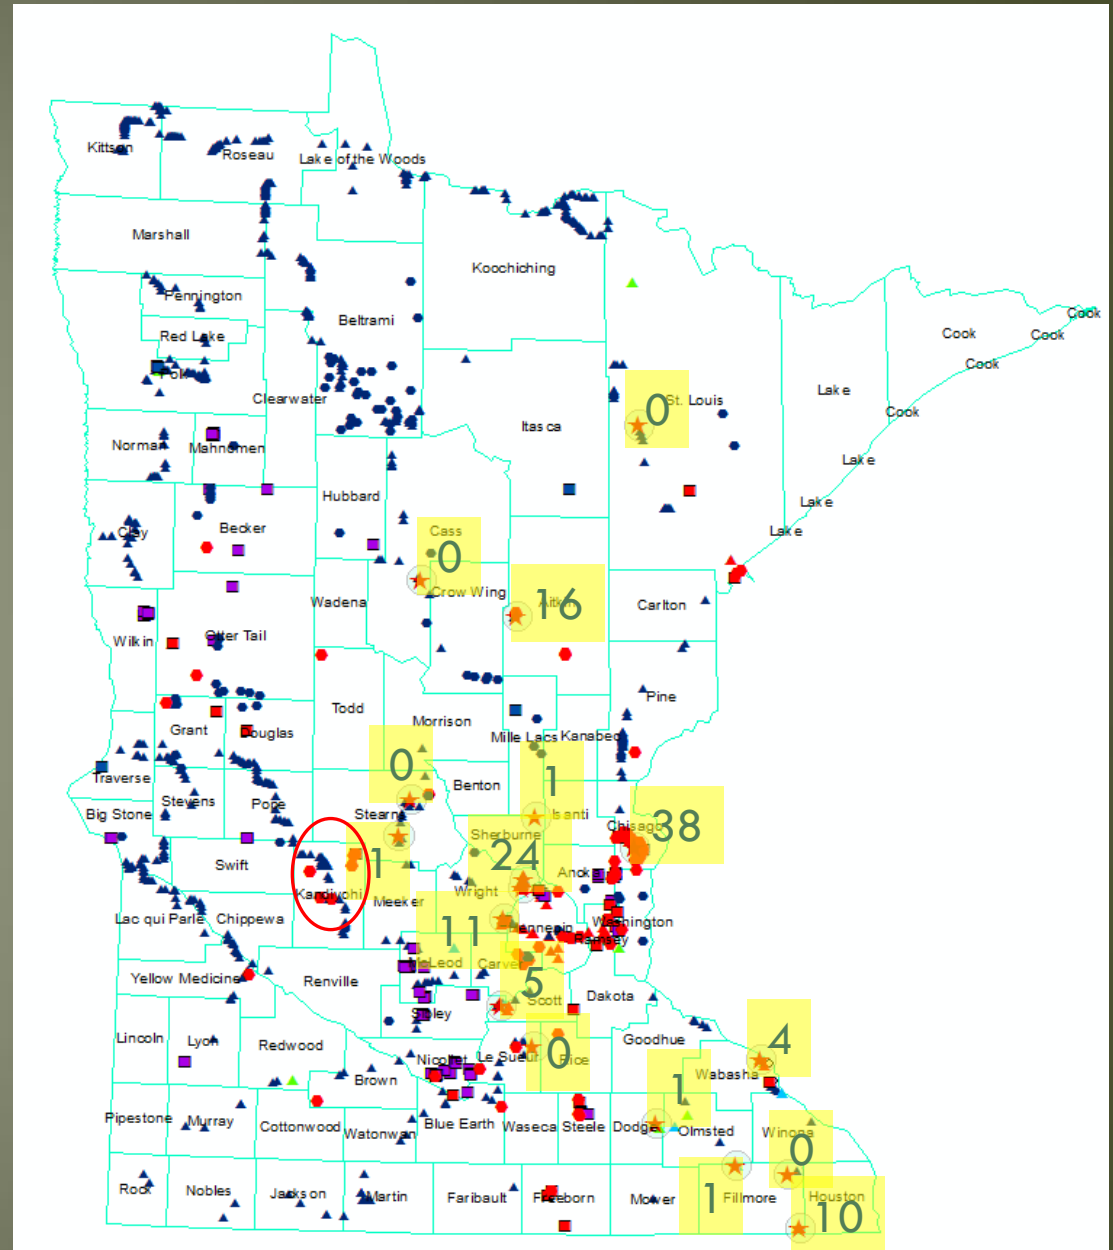 Kittson
Roseau
Lake of the Woods
Marshall
Koochiching
Pennington
Beltrami
Red Lake
Polk
Clearwater
Cook
Cook
Cook
Cook
Cook
Lake
Lake
Lake
Lake
St. Louis
0
Itasca
Norman
Mahnomen
Hubbard
Clay
Becker
Cass
0
Crow Wing
Wadena
16
Aitkin
Carlton
Wilkin
Otter Tail
Pine
Todd
Morrison
Grant
Douglas
Mille Lacs
Kanabec
0
Traverse
Stevens
Pope
Benton
1
Big Stone
Stearns
Isanti
Sherburne
Chisago
38
24
Swift
1
Anoka
Kandiyohi
Meeker
Wright
Lac qui Parle
Chippewa
11
Hennepin
Washington
Ramsey
McLeod
Carver
Yellow Medicine
Renville
5
Scott
Dakota
Sibley
Lincoln
Lyon
Redwood
Goodhue
4
Nicollet
Le Sueur
0
Rice
Wabasha
Brown
1
Pipestone
Murray
Cottonwood
Watonwan
Blue Earth
Waseca
Steele
Dodge
Olmsted
Winona
0
Rock
Nobles
Jackson
Martin
Faribault
Freeborn
Mower
1
Fillmore
Houston
10